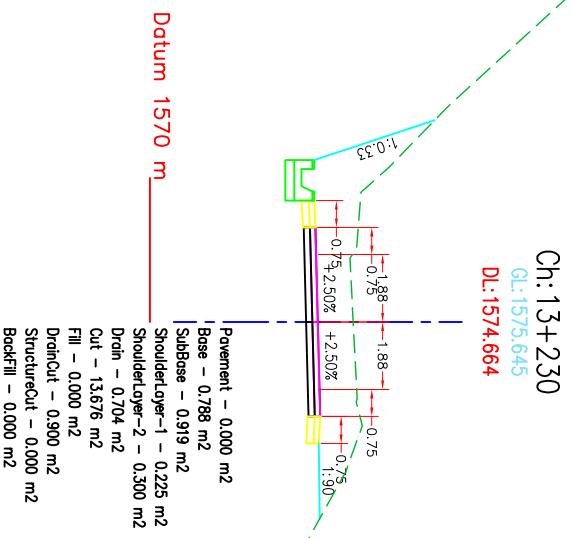 Ch:13+230
GL:1575.645
DL:1574.664
1:0.33
0.75
0.75
1.88
1.88
0.75
0.75
+2.50%
+2.50%
1:90
Datum 1570 m
Pavement - 0.000 m2
Base - 0.788 m2
SubBase - 0.919 m2
ShoulderLayer-1 - 0.225 m2
ShoulderLayer-2 - 0.300 m2
Drain - 0.704 m2
Cut - 13.676 m2
Fill - 0.000 m2
DrainCut - 0.900 m2
StructureCut - 0.000 m2
BackFill - 0.000 m2